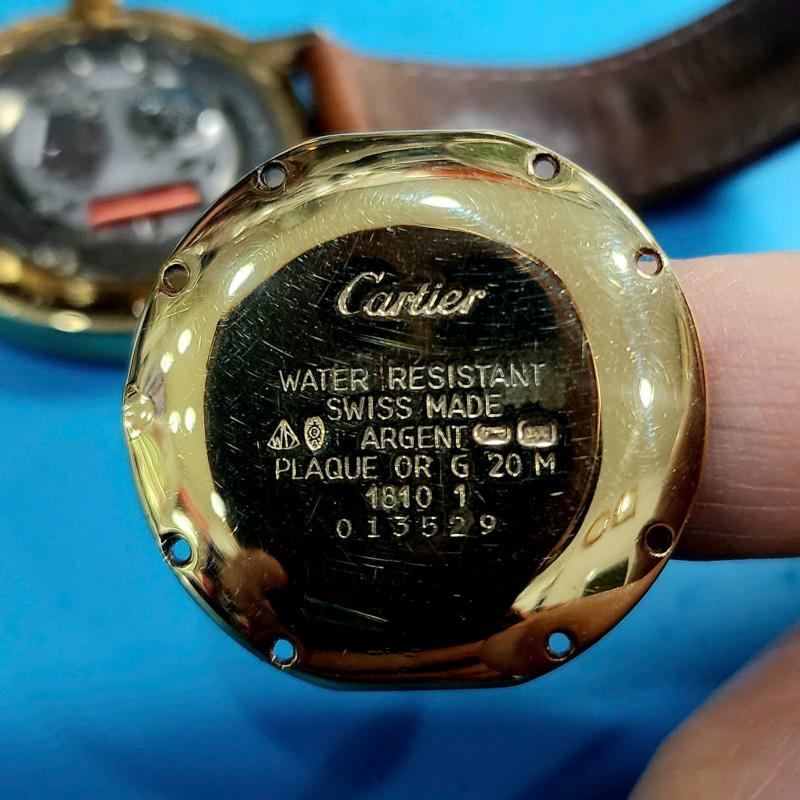 Cartier
WATER RESISTANT
SWISS MADE
ARGENT
PLAQUE OR G 20 M
1810 1
013529